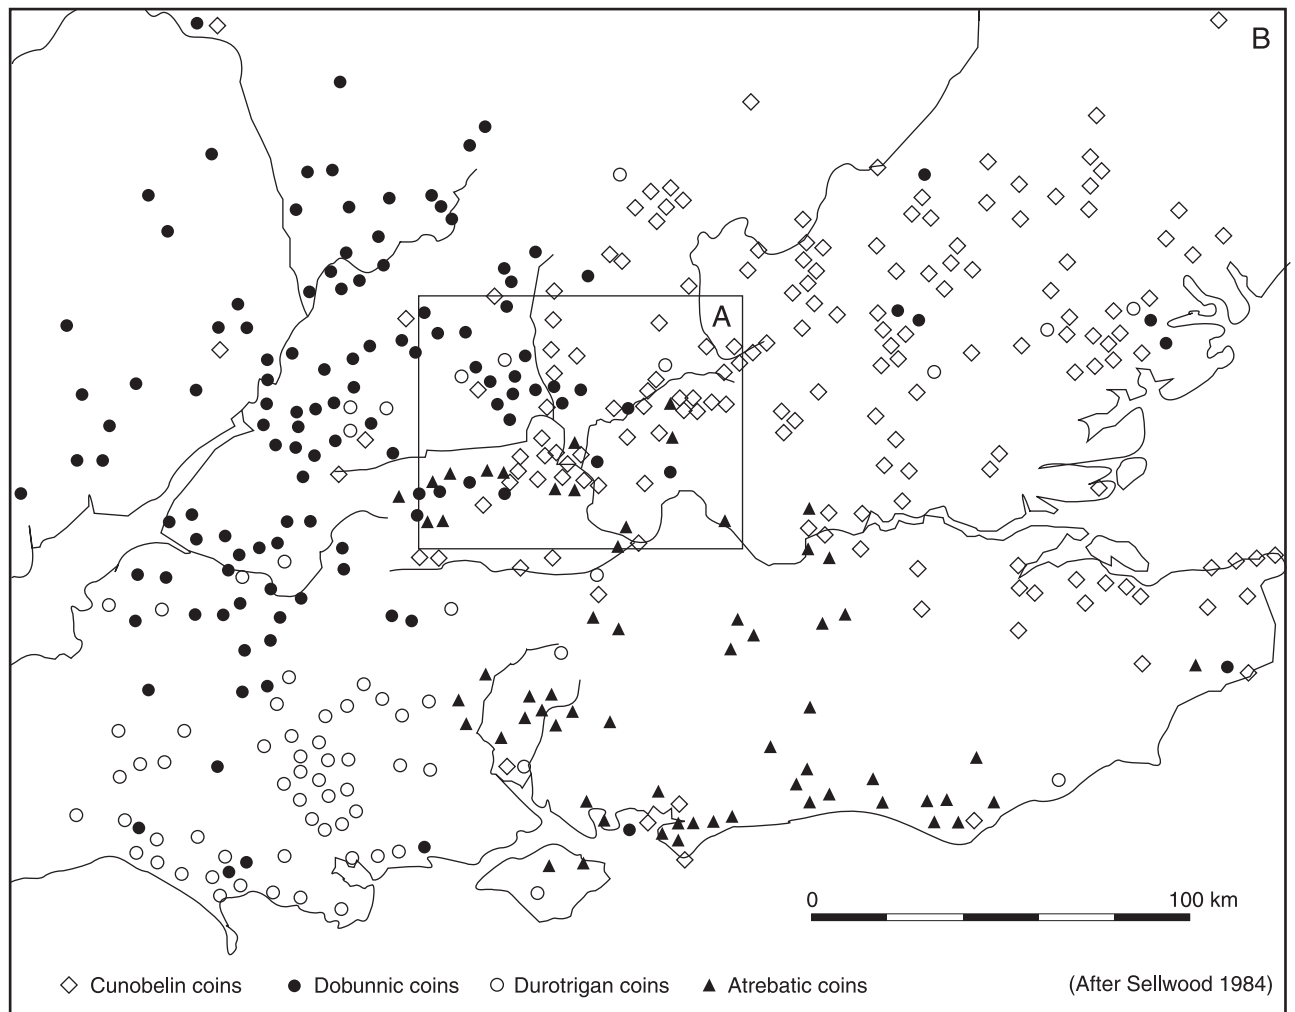 B
A
0 100 km
Cunobelin coins Dobunnic coins Durotrigan coins Atrebatic coins (After Sellwood 1984)